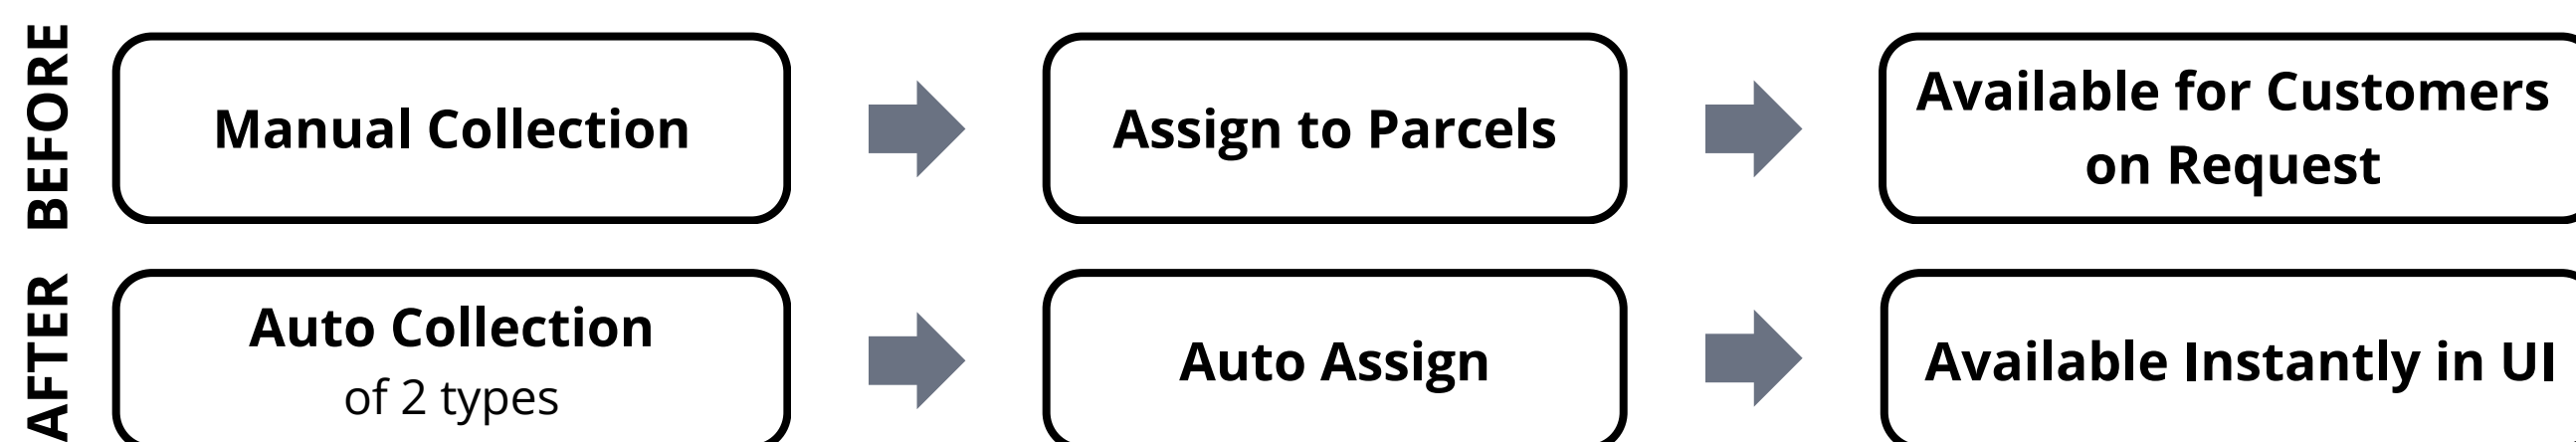 BEFORE
Manual Collection
Assign to Parcels
Available for Customers
on Request
AFTER
Auto Collection
of 2 types
Auto Assign
Available Instantly in UI